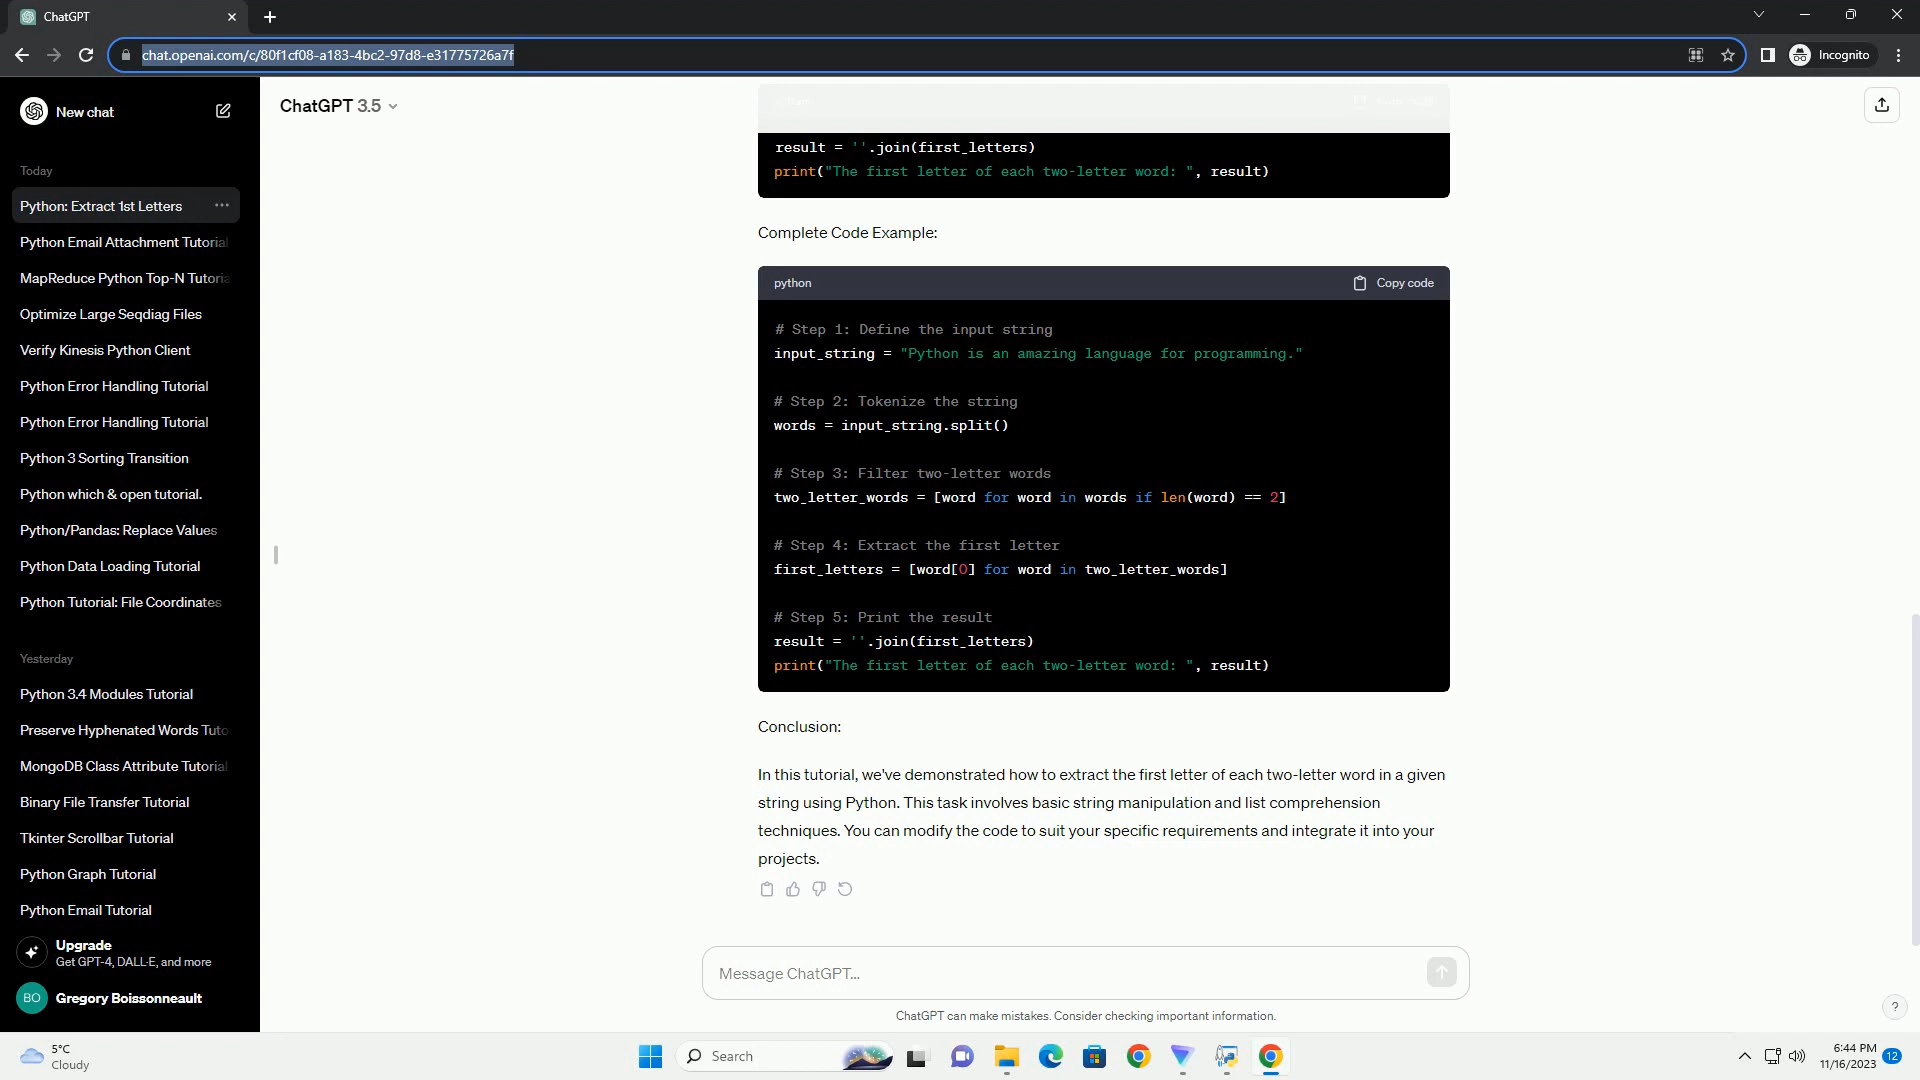 ChatGPT
chat.openai.com/c/80f1cf08-a183-4bc2-97d8-e31775726a7f
Incognito
New chat
Today
Python: Extract 1st Letters
Python Email Attachment Tutorial
MapReduce Python Top-N Tutoria
Optimize Large Seqdiag Files
Verify Kinesis Python Client
Python Error Handling Tutorial
Python Error Handling Tutorial
Python 3 Sorting Transition
Python which & open tutorial.
Python/Pandas: Replace Values
Python Data Loading Tutorial
Python Tutorial: File Coordinates
Yesterday
Python 3.4 Modules Tutorial
Preserve Hyphenated Words Tuto
MongoDB Class Attribute Tutorial
Binary File Transfer Tutorial
Tkinter Scrollbar Tutorial
Python Graph Tutorial
Python Email Tutorial
Upgrade
Get GPT-4, DALL·E, and more
BO
Gregory Boissonneault
ChatGPT 3.5
result = ''.join(first_letters)
print("The first letter of each two-letter word: ", result)
Complete Code Example:
python
Copy code
# Step 1: Define the input string
input_string = "Python is an amazing language for programming."
# Step 2: Tokenize the string
words = input_string.split()
# Step 3: Filter two-letter words
two_letter_words = [word for word in words if len(word) == 2]
# Step 4: Extract the first letter
first_letters = [word[0] for word in two_letter_words]
# Step 5: Print the result
result = ''.join(first_letters)
print("The first letter of each two-letter word: ", result)
Conclusion:
In this tutorial, we've demonstrated how to extract the first letter of each two-letter word in a given
string using Python. This task involves basic string manipulation and list comprehension
techniques. You can modify the code to suit your specific requirements and integrate it into your
projects.
Message ChatGPT...
ChatGPT can make mistakes. Consider checking important information.
?
5°C
Cloudy
Search
6:44 PM
11/16/2023
12